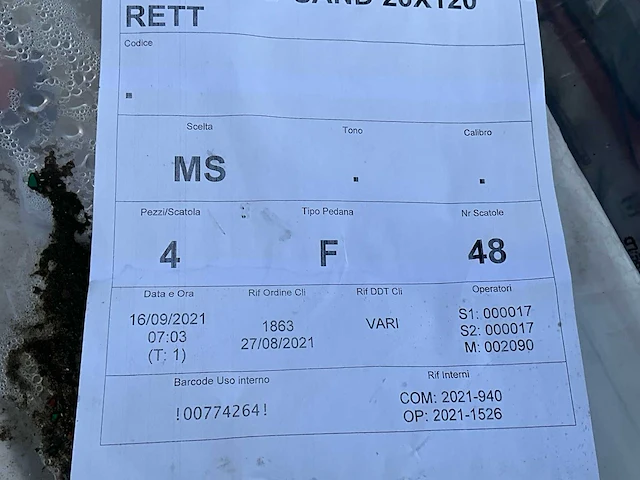 SAND 20X120
RETT
Codice
.
Scelta Tono Calibro
MS . .
Pezzi/Scatola Tipo Pedana Nr Scatole
4 F 48
Data e Ora Rif Ordine Cli Rif DDT Cli Operatori
16/09/2021
07:03
(T: 1)
1863
27/08/2021
VARI
S1: 000017
S2: 000017
M: 002090
Barcode Uso interno Rif Interni
!00774264!
COM: 2021-940
OP: 2021-1526